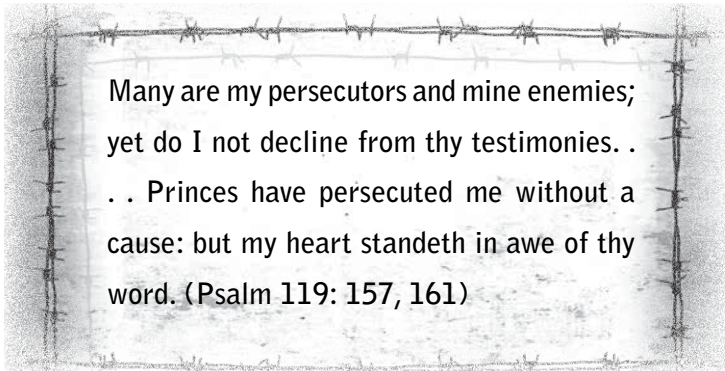 Many are my persecutors and mine enemies;
yet do I not decline from thy testimonies. .
. . Princes have persecuted me without a
cause: but my heart standeth in awe of thy
word. (Psalm 119: 157, 161)